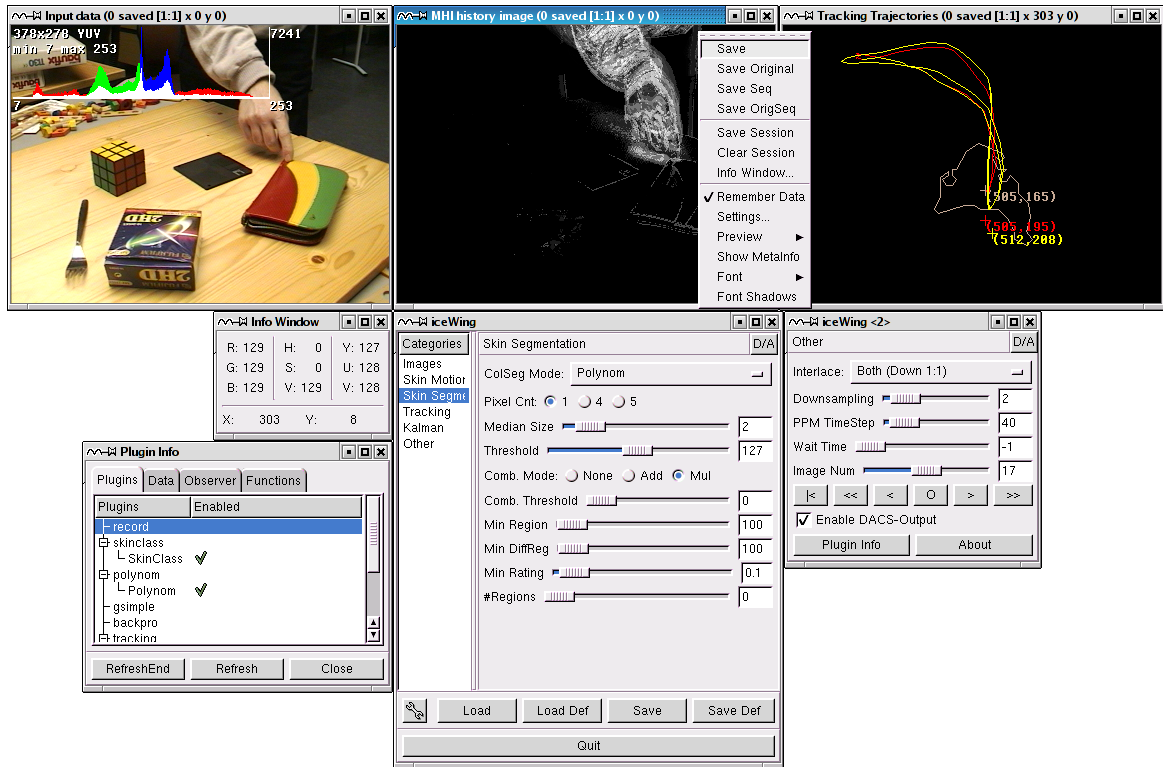 Input data (0 saved [1:1] x 0 y 0)
378x278 YUV
min 7 max 253
7241
7
253
baufix
baufix
2HD
FUJIFILM
2HD
MHI history image (0 saved [1:1] x 0 y 0)
Save
Save Original
Save Seq
Save OrigSeq
Save Session
Clear Session
Info Window...
Remember Data
Settings...
Preview
Show MetaInfo
Font
Font Shadows
Tracking Trajectories (0 saved [1:1] x 303 y 0)
(505,165)
(505,195)
(512,208)
Info Window
R: 129 H: 0 Y: 127
G: 129 S: 0 U: 128
B: 129 V: 129 V: 128
X: 303 Y: 8
Plugin Info
Plugins Data Observer Functions
Plugins Enabled
record
skinclass
SkinClass
polynom
Polynom
gsimple
backpro
tracking
RefreshEnd Refresh Close
iceWing
Categories
Images
Skin Motion
Skin Segme
Tracking
Kalman
Other
Skin Segmentation D/A
ColSeg Mode: Polynom
Pixel Cnt: 1 4 5
Median Size 2
Threshold 127
Comb. Mode: None Add Mul
Comb. Threshold 0
Min Region 100
Min DiffReg 100
Min Rating 0.1
#Regions 0
Load Load Def Save Save Def
Quit
iceWing <2>
Other D/A
Interlace: Both (Down 1:1)
Downsampling 2
PPM TimeStep 40
Wait Time -1
Image Num 17
|< << < O > >>
Enable DACS-Output
Plugin Info About